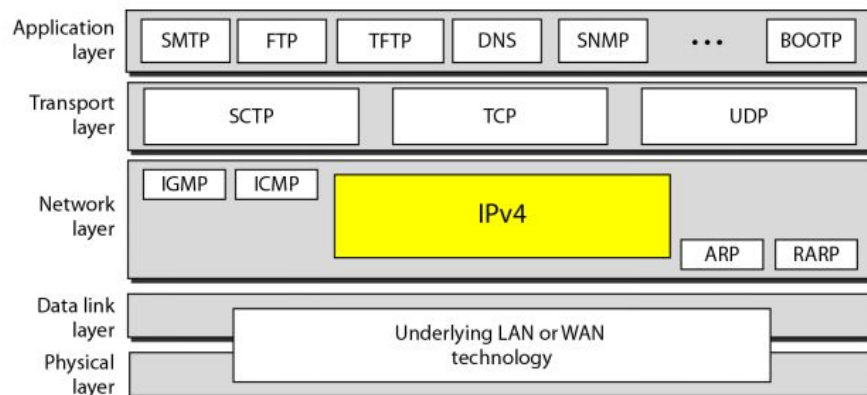 Application
layer
SMTP FTP TFTP DNS SNMP ••• BOOTP
Transport
layer
SCTP TCP UDP
Network
layer
IGMP ICMP
IPv4
ARP RARP
Data link
layer
Physical
layer
Underlying LAN or WAN
technology